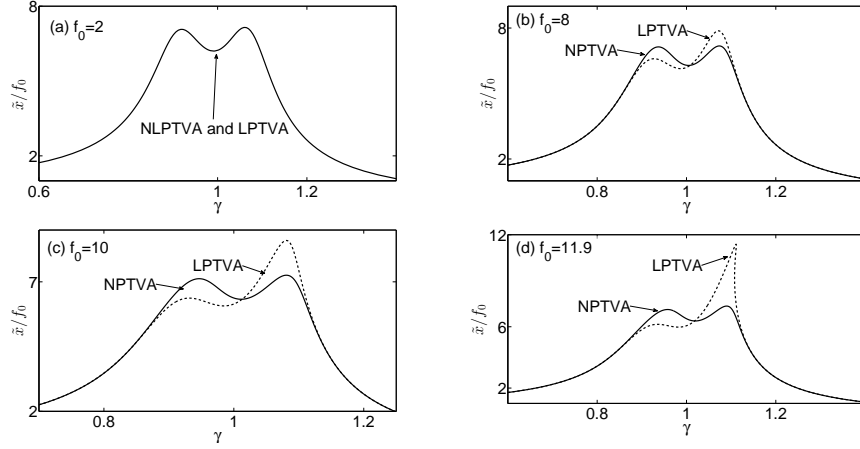 (a) f₀=2
8
x̃/f₀
2
NLPTVA and LPTVA
0.6
1
1.2
γ
(b) f₀=8
8
LPTVA
NPTVA
x̃/f₀
2
0.8
1
1.2
γ
(c) f₀=10
7
LPTVA
NPTVA
x̃/f₀
2
0.8
1
1.2
γ
(d) f₀=11.9
12
LPTVA
NPTVA
x̃/f₀
6
2
0.8
1
1.2
γ